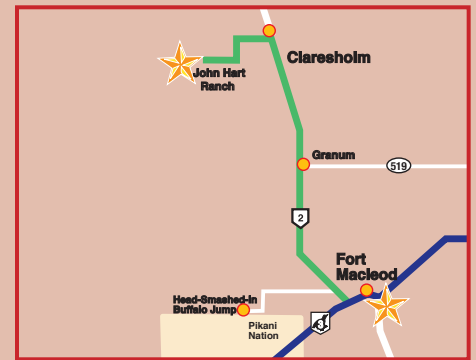 Claresholm
John Hart
Ranch
Granum
519
2
Fort
Macleod
Head-Smashed-In
Buffalo Jump
3
Pikani
Nation